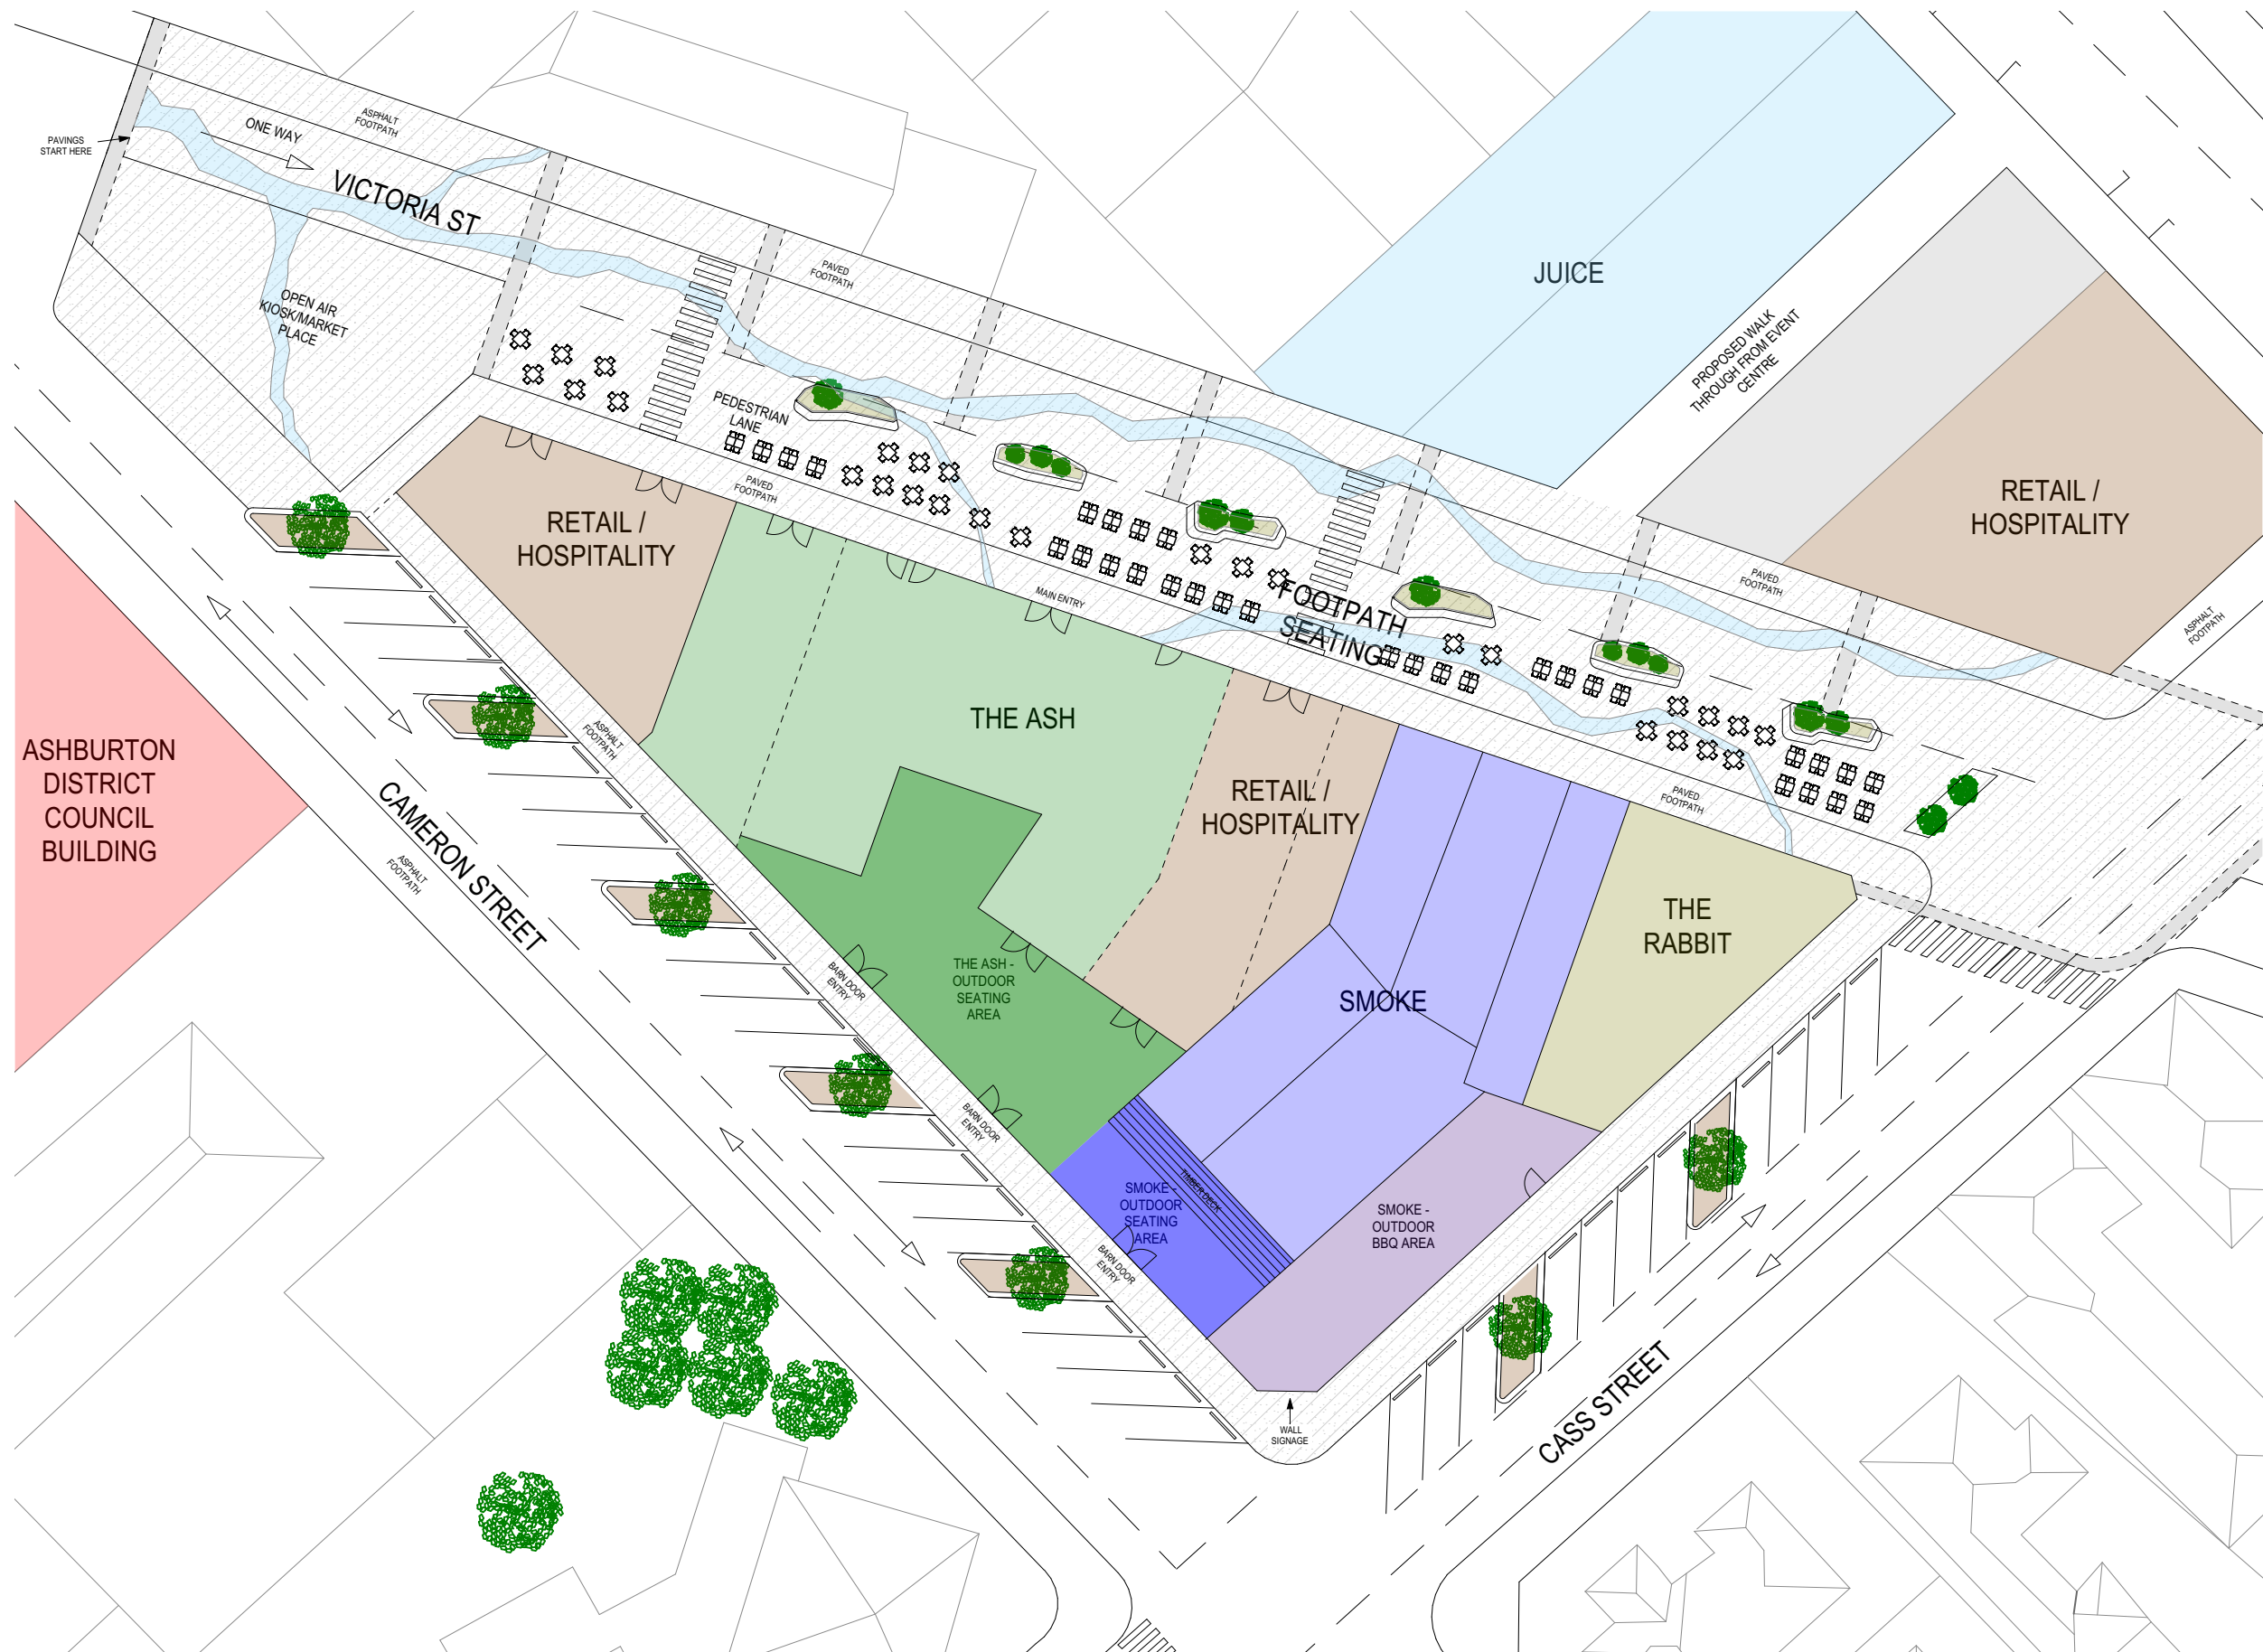 ONE WAY
ASPHALT
FOOTPATH
PAVINGS
START HERE
VICTORIA ST
OPEN AIR
KIOSK/MARKET
PLACE
PAVED
FOOTPATH
JUICE
PROPOSED WALK
THROUGH FROM EVENT
CENTRE
PEDESTRIAN
LANE
PAVED
FOOTPATH
RETAIL /
HOSPITALITY
RETAIL /
HOSPITALITY
MAIN ENTRY
FOOTPATH
SEATING
PAVED
FOOTPATH
ASPHALT
FOOTPATH
THE ASH
ASHBURTON
DISTRICT
COUNCIL
BUILDING
ASPHALT
FOOTPATH
CAMERON STREET
ASPHALT
FOOTPATH
RETAIL /
HOSPITALITY
PAVED
FOOTPATH
THE
RABBIT
THE ASH -
OUTDOOR
SEATING
AREA
BARN DOOR
ENTRY
SMOKE
BARN DOOR
ENTRY
SMOKE -
OUTDOOR
SEATING
AREA
TIMBER DECK
SMOKE -
OUTDOOR
BBQ AREA
BARN DOOR
ENTRY
WALL
SIGNAGE
CASS STREET